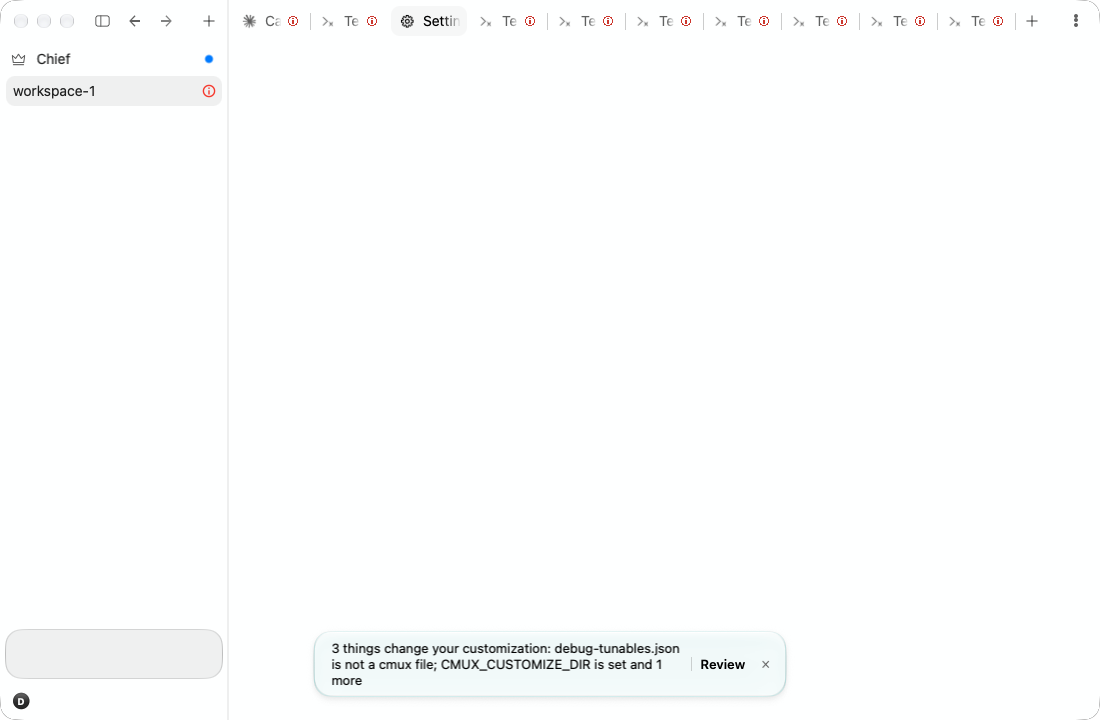 Ca
Te
Settin
Te
Te
Te
Te
Te
Te
Te
Chief
workspace-1
3 things change your customization: debug-tunables.json
is not a cmux file; CMUX_CUSTOMIZE_DIR is set and 1
more
Review
D